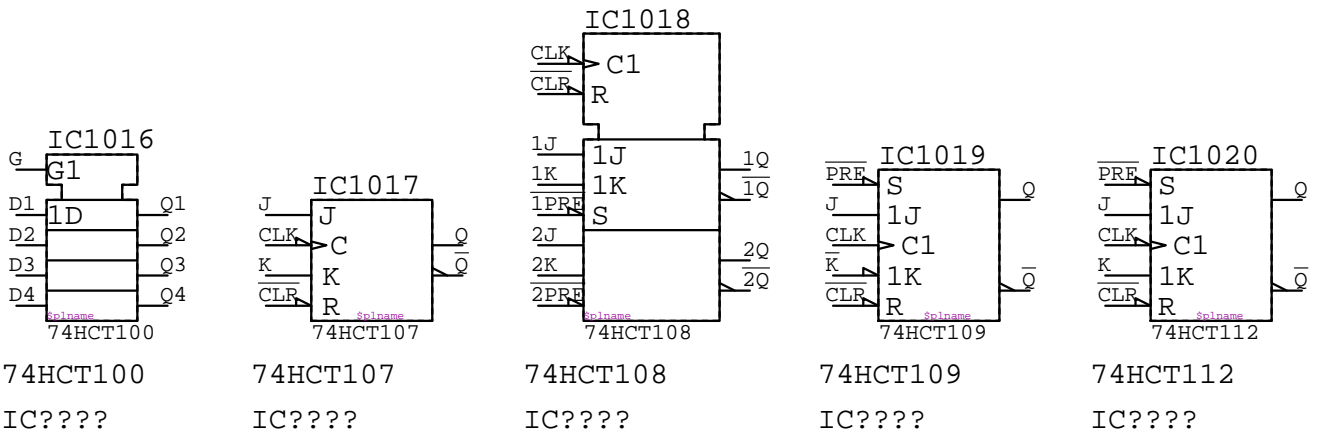 IC1016
G
G1
D1
1D
Q1
D2
Q2
D3
Q3
D4
Q4
$plname
74HCT100
74HCT100
IC????
IC1017
J
J
CLK
C
Q
K
K
Q
CLR
R
$plname
74HCT107
74HCT107
IC????
IC1018
CLK
C1
CLR
R
1J
1J
1Q
1K
1K
1Q
1PRE
S
2J
2Q
2K
2Q
2PRE
$plname
74HCT108
74HCT108
IC????
IC1019
PRE
S
Q
J
1J
CLK
C1
K
1K
Q
CLR
R
$plname
74HCT109
74HCT109
IC????
IC1020
PRE
S
Q
J
1J
CLK
C1
K
1K
Q
CLR
R
$plname
74HCT112
74HCT112
IC????